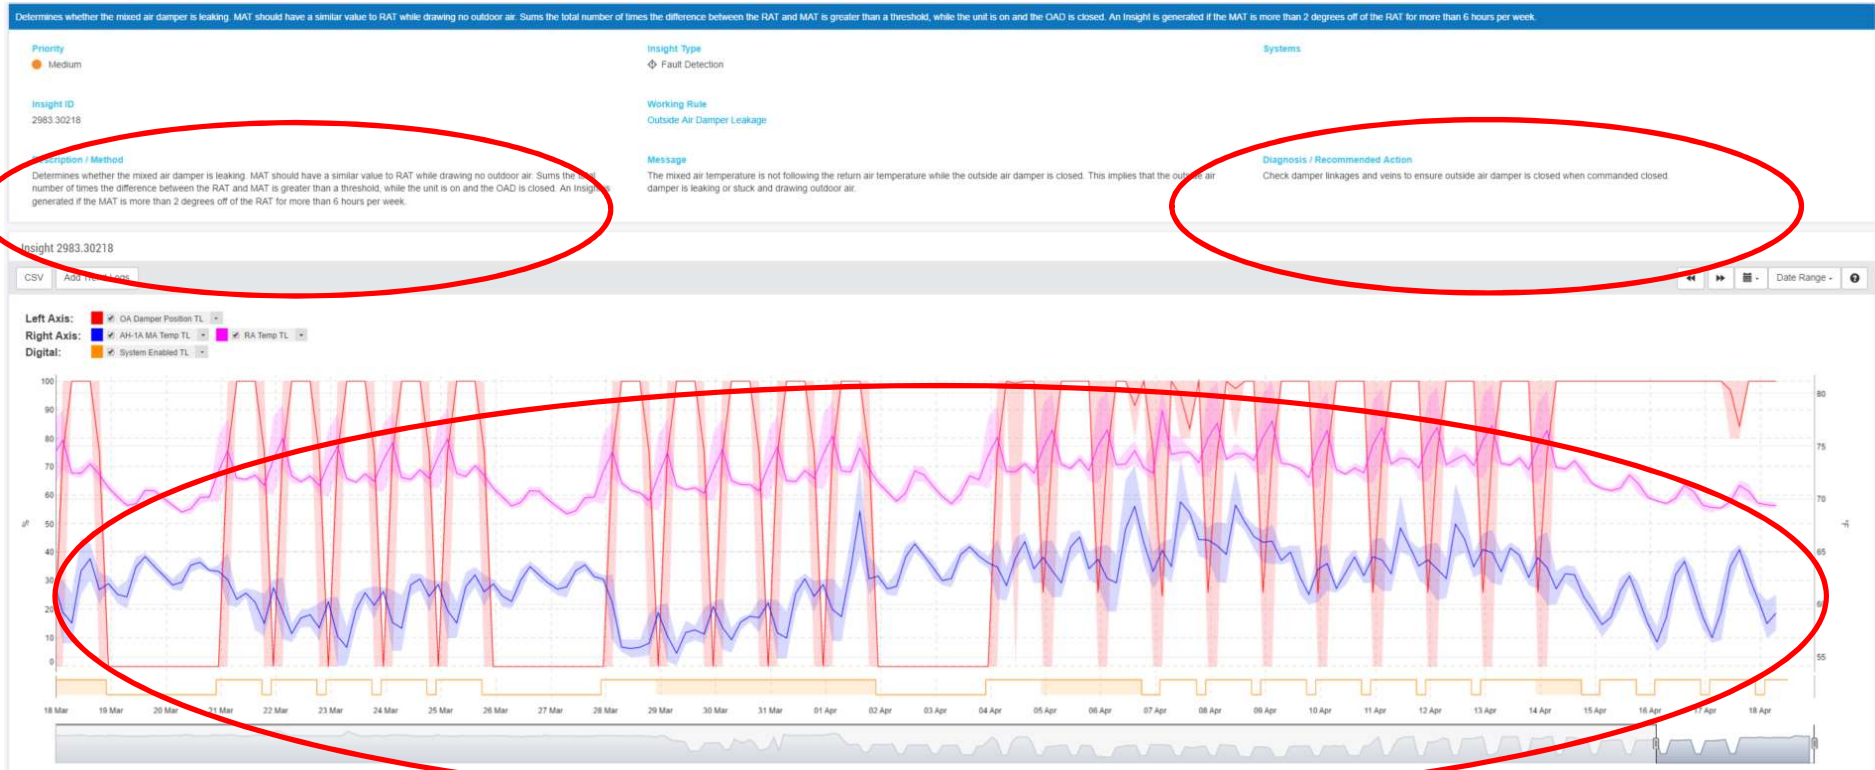 Determines whether the mixed air damper is leaking. MAT should have a similar value to RAT while drawing no outdoor air. Sums the total number of times the difference between the RAT and MAT is greater than a threshold, while the unit is on and the OAD is closed. An Insight is generated if the MAT is more than 2 degrees off of the RAT for more than 6 hours per week.
Priority
Medium
Insight Type
Fault Detection
Systems
Insight ID
2983.30218
Working Rule
Outside Air Damper Leakage
Description / Method
Determines whether the mixed air damper is leaking. MAT should have a similar value to RAT while drawing no outdoor air. Sums the total
number of times the difference between the RAT and MAT is greater than a threshold, while the unit is on and the OAD is closed. An Insight is
generated if the MAT is more than 2 degrees off of the RAT for more than 6 hours per week.
Message
The mixed air temperature is not following the return air temperature while the outside air damper is closed. This implies that the outside air
damper is leaking or stuck and drawing outdoor air.
Diagnosis / Recommended Action
Check damper linkages and veins to ensure outside air damper is closed when commanded closed.
Insight 2983.30218
CSV
Add Trend Logs
Date Range
Left Axis: OA Damper Position TL
Right Axis: AH-1A MA Temp TL RA Temp TL
Digital: System Enabled TL
100
90
80
70
60
50
40
30
20
10
0
%
80
75
70
65
60
55
°F
18 Mar 19 Mar 20 Mar 21 Mar 22 Mar 23 Mar 24 Mar 25 Mar 26 Mar 27 Mar 28 Mar 29 Mar 30 Mar 31 Mar 01 Apr 02 Apr 03 Apr 04 Apr 05 Apr 06 Apr 07 Apr 08 Apr 09 Apr 10 Apr 11 Apr 12 Apr 13 Apr 14 Apr 15 Apr 16 Apr 17 Apr 18 Apr